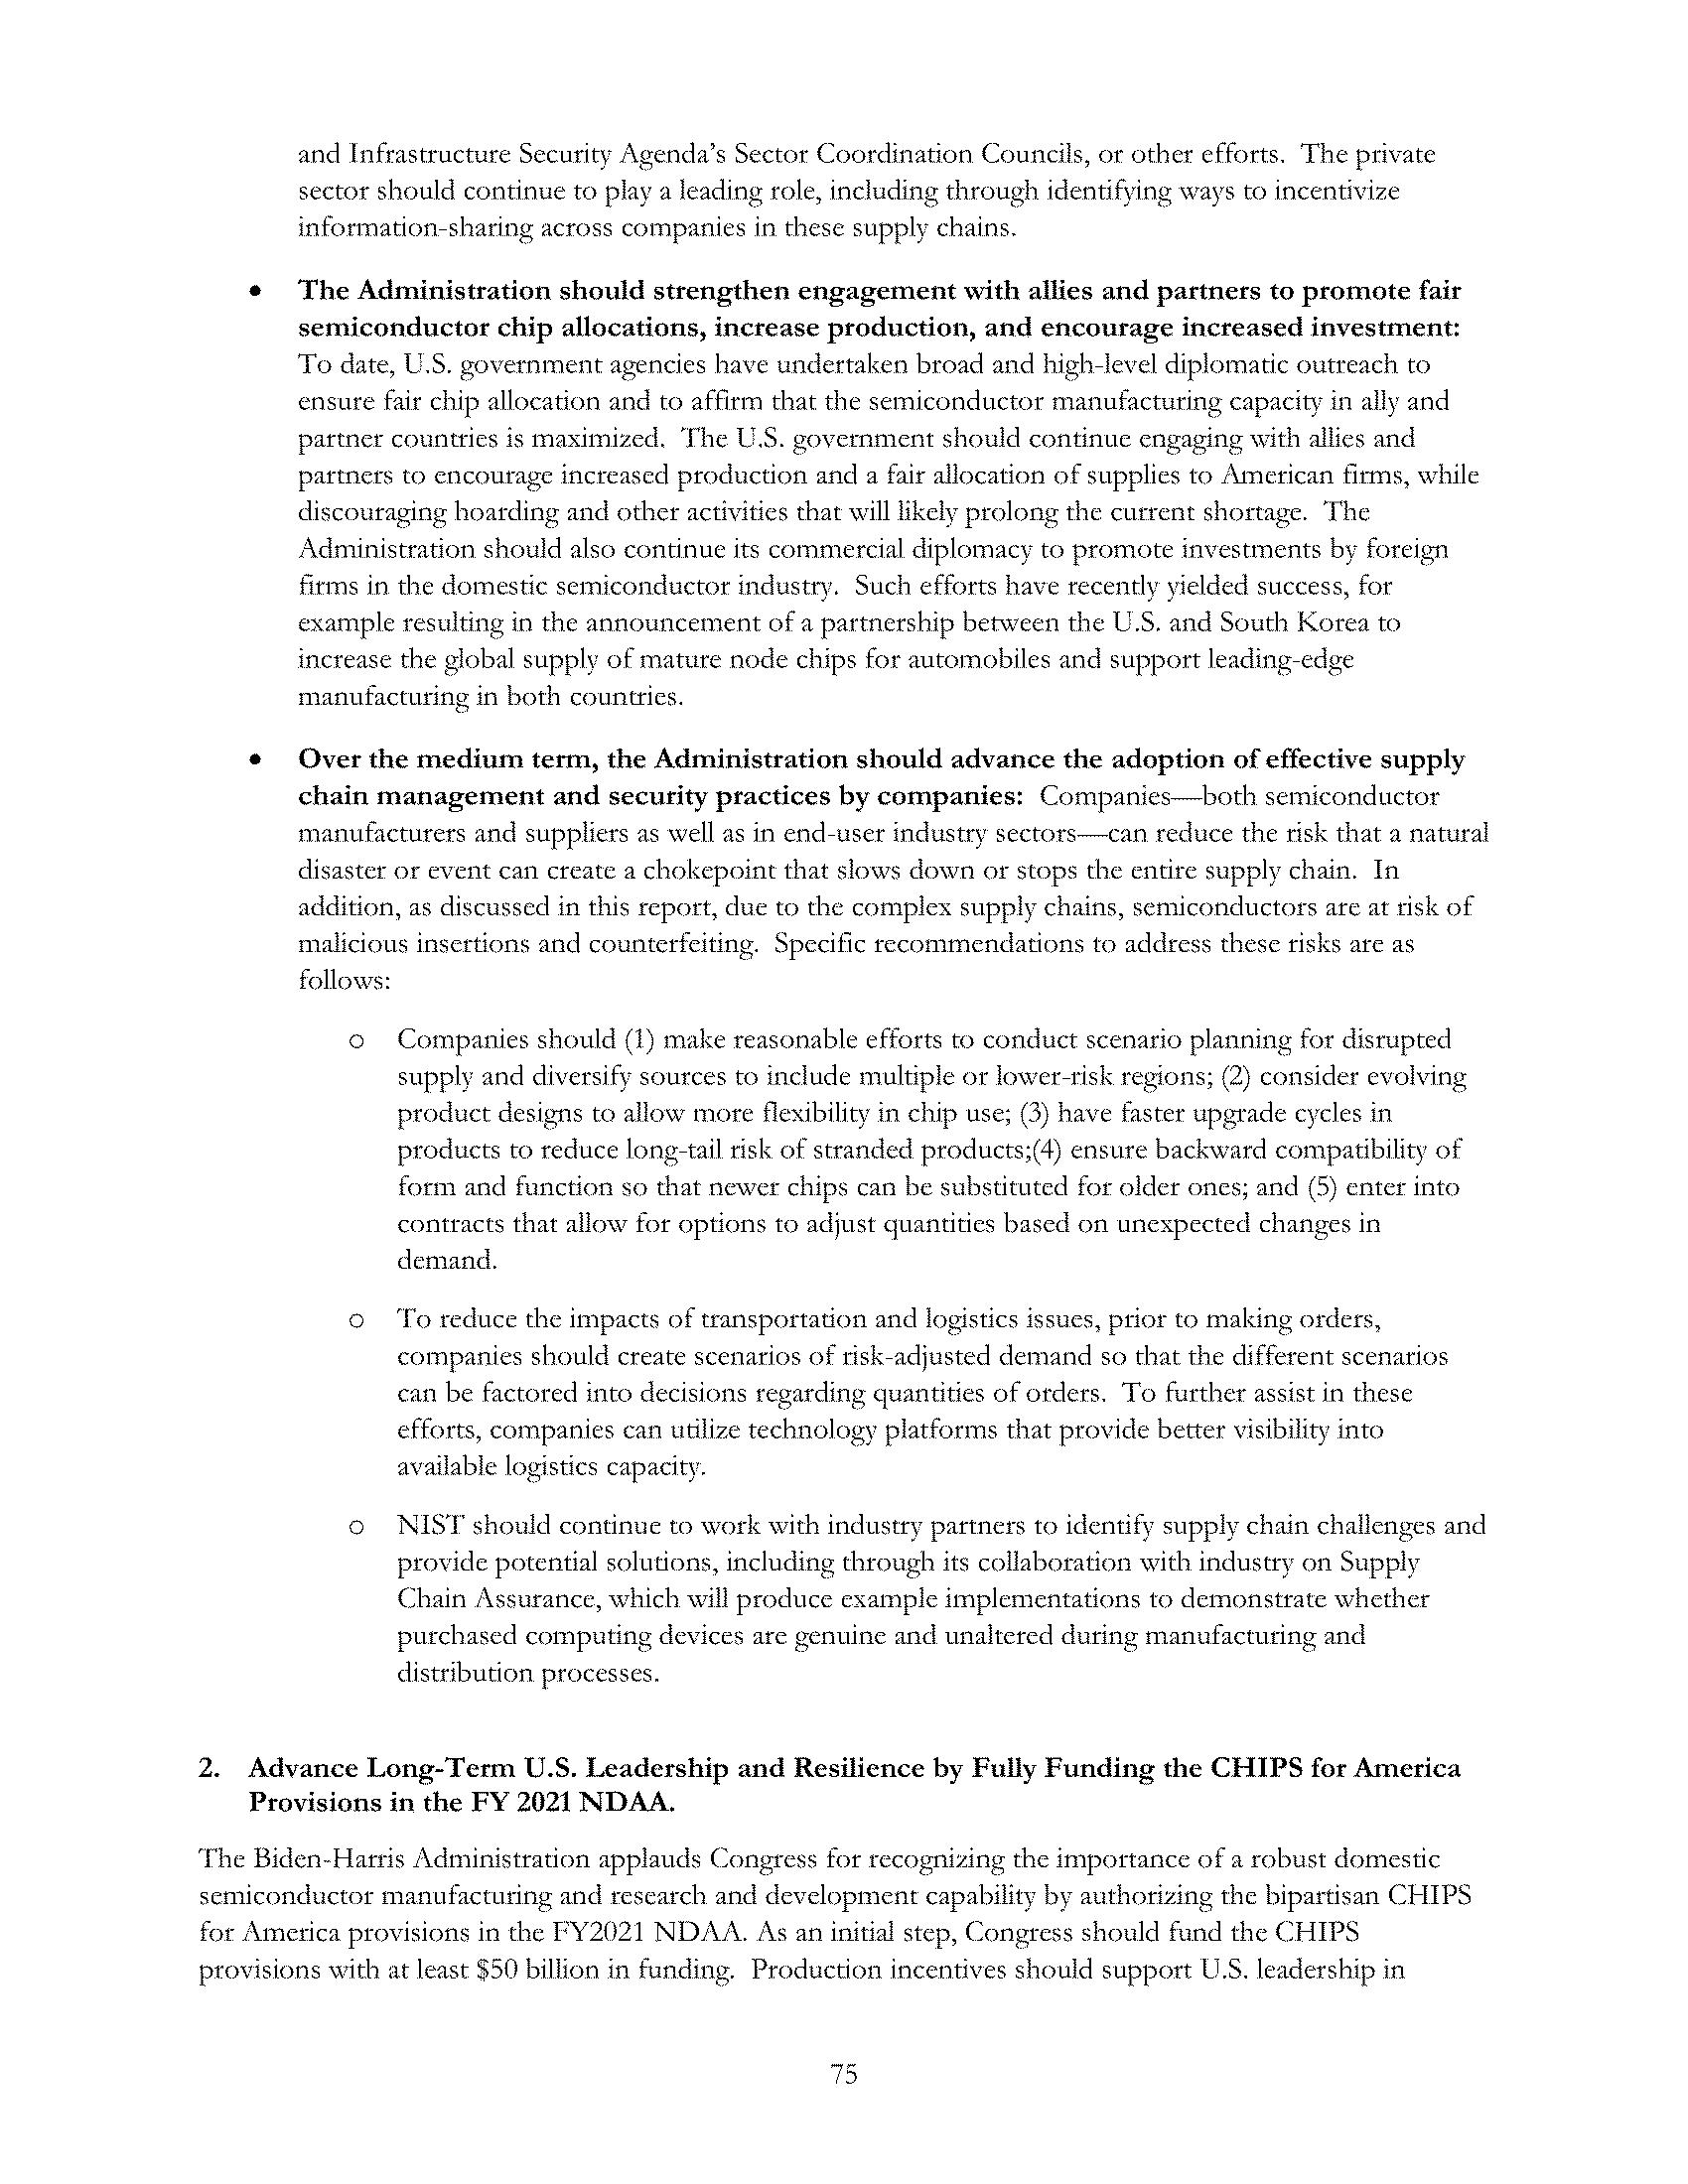 and Infrastructure Security Agenda's Sector Coordination Councils, or other efforts.  The private
sector should continue to play a leading role, including through identifying ways to incentivize
information-sharing across companies in these supply chains.
• The Administration should strengthen engagement with allies and partners to promote fair
semiconductor chip allocations, increase production, and encourage increased investment:
To date, U.S. government agencies have undertaken broad and high-level diplomatic outreach to
ensure fair chip allocation and to affirm that the semiconductor manufacturing capacity in ally and
partner countries is maximized.  The U.S. government should continue engaging with allies and
partners to encourage increased production and a fair allocation of supplies to American firms, while
discouraging hoarding and other activities that will likely prolong the current shortage.  The
Administration should also continue its commercial diplomacy to promote investments by foreign
firms in the domestic semiconductor industry.  Such efforts have recently yielded success, for
example resulting in the announcement of a partnership between the U.S. and South Korea to
increase the global supply of mature node chips for automobiles and support leading-edge
manufacturing in both countries.
• Over the medium term, the Administration should advance the adoption of effective supply
chain management and security practices by companies:  Companies—both semiconductor
manufacturers and suppliers as well as in end-user industry sectors—can reduce the risk that a natural
disaster or event can create a chokepoint that slows down or stops the entire supply chain.  In
addition, as discussed in this report, due to the complex supply chains, semiconductors are at risk of
malicious insertions and counterfeiting.  Specific recommendations to address these risks are as
follows:
o Companies should (1) make reasonable efforts to conduct scenario planning for disrupted
supply and diversify sources to include multiple or lower-risk regions; (2) consider evolving
product designs to allow more flexibility in chip use; (3) have faster upgrade cycles in
products to reduce long-tail risk of stranded products;(4) ensure backward compatibility of
form and function so that newer chips can be substituted for older ones; and (5) enter into
contracts that allow for options to adjust quantities based on unexpected changes in
demand.
o To reduce the impacts of transportation and logistics issues, prior to making orders,
companies should create scenarios of risk-adjusted demand so that the different scenarios
can be factored into decisions regarding quantities of orders.  To further assist in these
efforts, companies can utilize technology platforms that provide better visibility into
available logistics capacity.
o NIST should continue to work with industry partners to identify supply chain challenges and
provide potential solutions, including through its collaboration with industry on Supply
Chain Assurance, which will produce example implementations to demonstrate whether
purchased computing devices are genuine and unaltered during manufacturing and
distribution processes.
2. Advance Long-Term U.S. Leadership and Resilience by Fully Funding the CHIPS for America
Provisions in the FY 2021 NDAA.
The Biden-Harris Administration applauds Congress for recognizing the importance of a robust domestic
semiconductor manufacturing and research and development capability by authorizing the bipartisan CHIPS
for America provisions in the FY2021 NDAA. As an initial step, Congress should fund the CHIPS
provisions with at least $50 billion in funding.  Production incentives should support U.S. leadership in
75